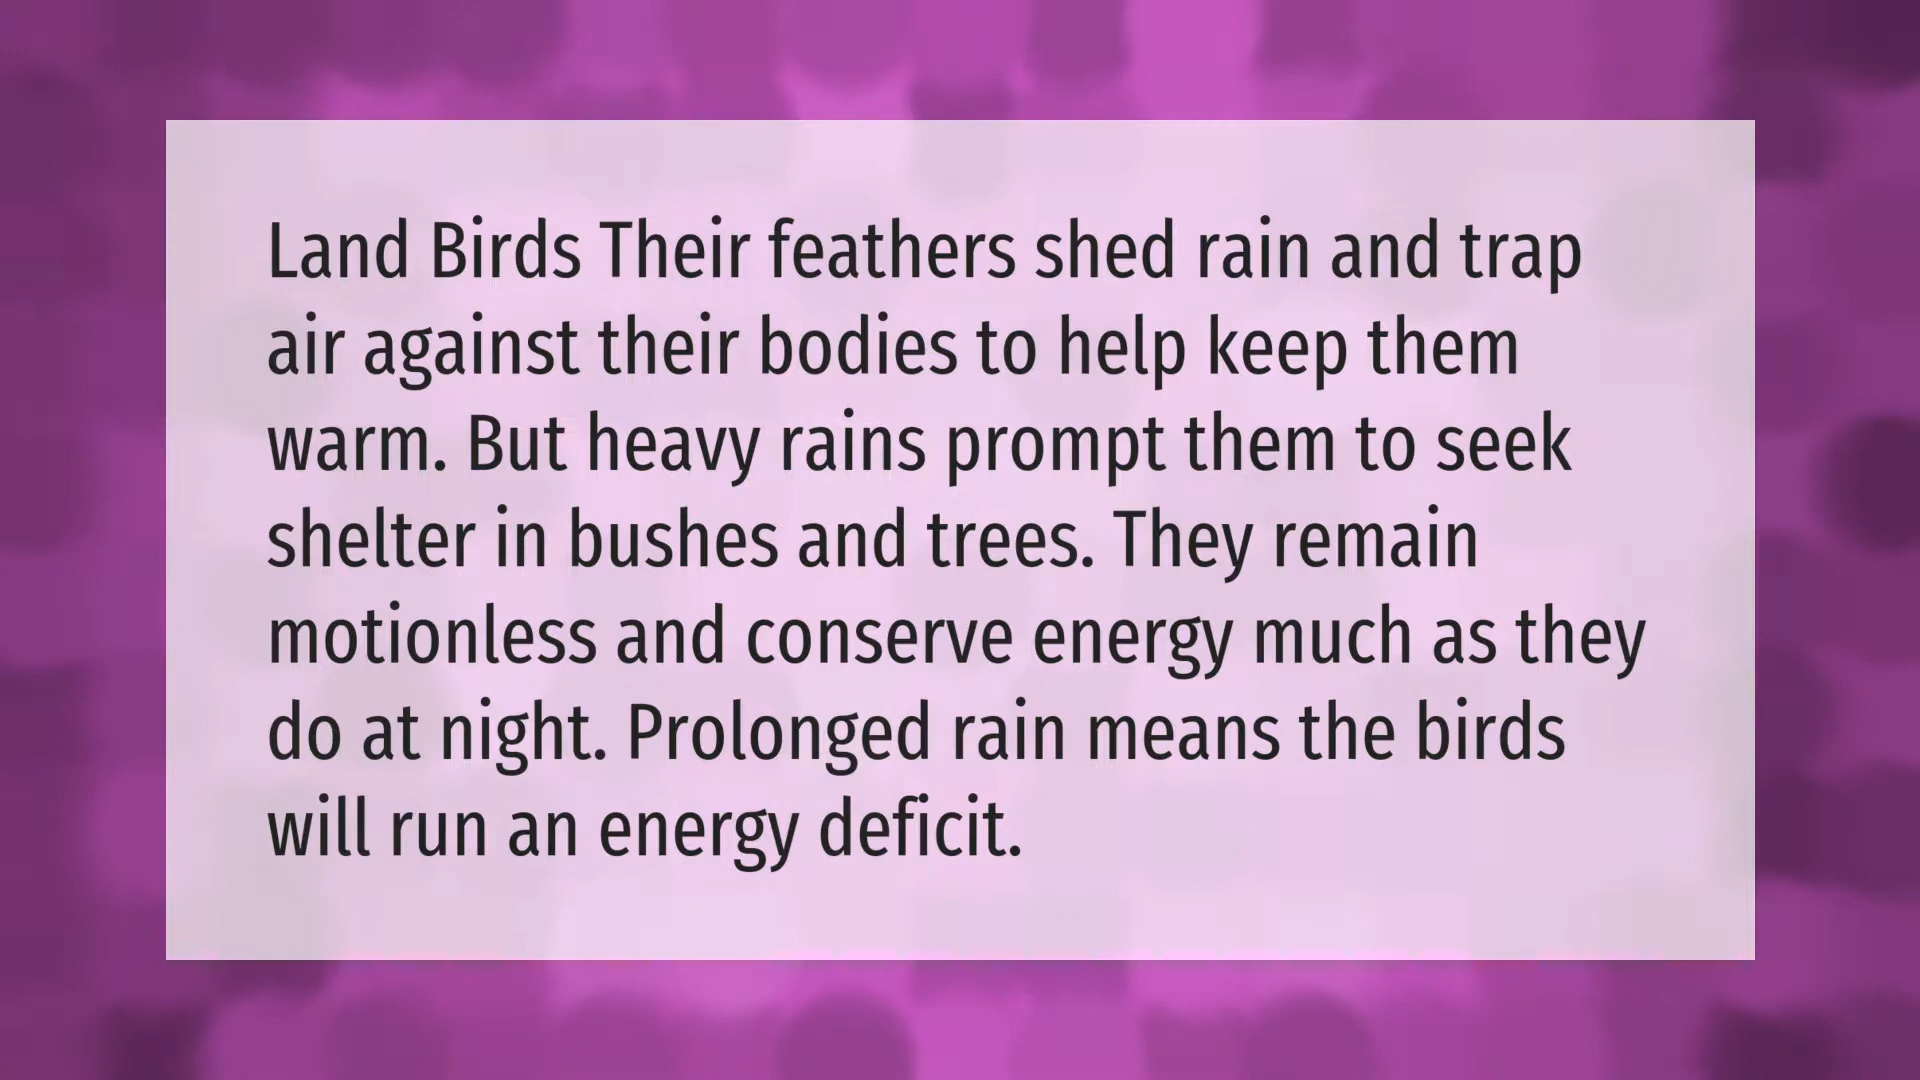 Land Birds Their feathers shed rain and trap
air against their bodies to help keep them
warm. But heavy rains prompt them to seek
shelter in bushes and trees. They remain
motionless and conserve energy much as they
do at night. Prolonged rain means the birds
will run an energy deficit.